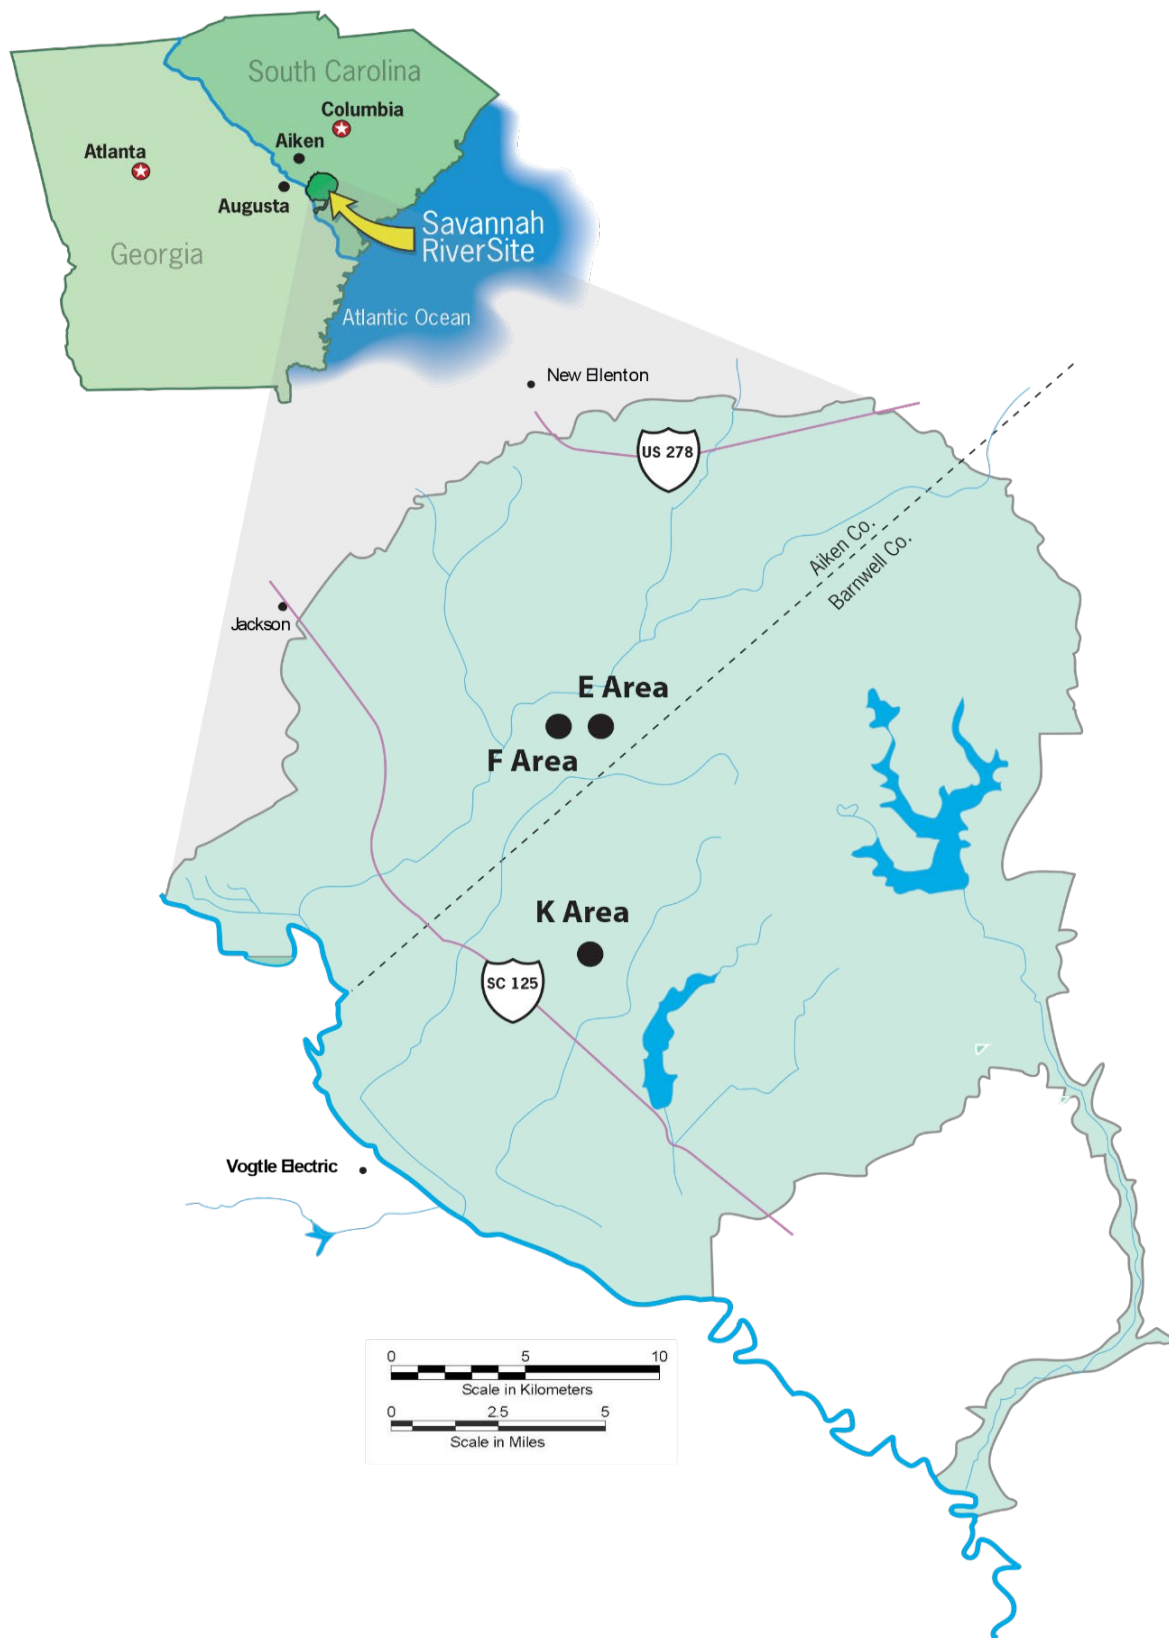 South Carolina
Columbia
Aiken
Atlanta
Augusta
Savannah
RiverSite
Georgia
Atlantic Ocean
New Ellenton
US 278
Aiken Co.
Barnwell Co.
Jackson
E Area
F Area
K Area
SC 125
Vogtle Electric
0 5 10
Scale in Kilometers
0 2.5 5
Scale in Miles